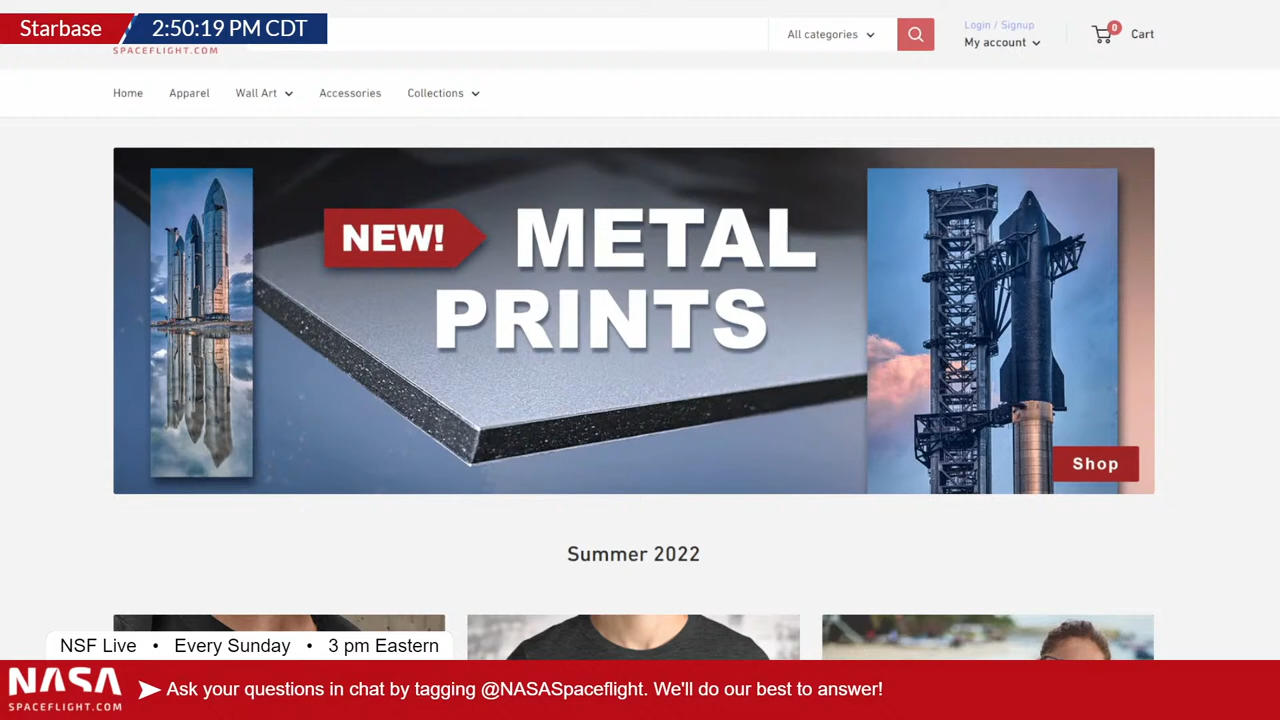 Starbase
2:50:19 PM CDT
SPACEFLIGHT.COM
All categories
Login / Signup
My account
0
Cart
Home
Apparel
Wall Art
Accessories
Collections
NEW!
METAL
PRINTS
Shop
Summer 2022
NSF Live • Every Sunday • 3 pm Eastern
NASA
SPACEFLIGHT.COM
Ask your questions in chat by tagging @NASASpaceflight. We'll do our best to answer!